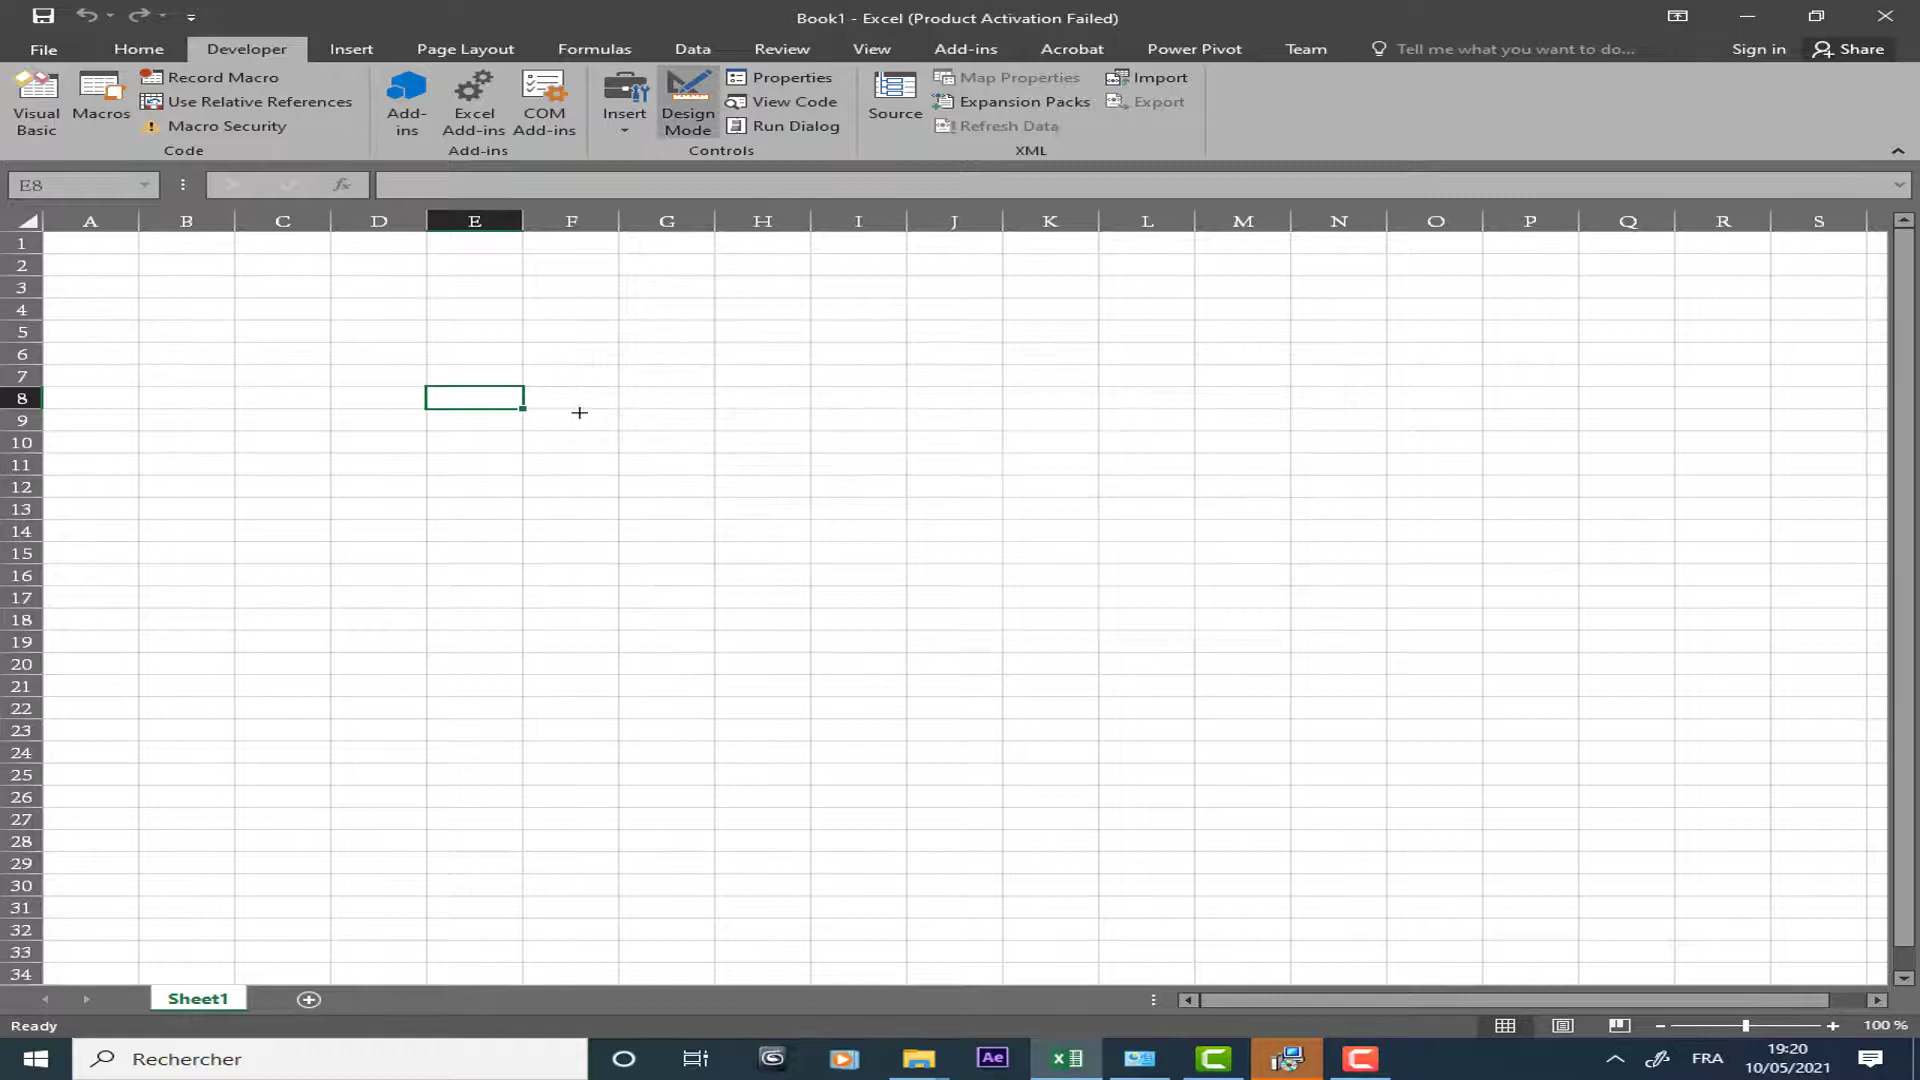 Book1 - Excel (Product Activation Failed)
File Home Developer Insert Page Layout Formulas Data Review View Add-ins Acrobat Power Pivot Team Tell me what you want to do... Sign in Share
Visual Basic
Macros
Record Macro
Use Relative References
Macro Security
Code
Add-ins
Excel Add-ins
COM Add-ins
Add-ins
Insert
Design Mode
Properties
View Code
Run Dialog
Controls
Source
Map Properties
Expansion Packs
Refresh Data
Import
Export
XML
E8
fx
A B C D E F G H I J K L M N O P Q R S
1
2
3
4
5
6
7
8
9
10
11
12
13
14
15
16
17
18
19
20
21
22
23
24
25
26
27
28
29
30
31
32
33
34
Sheet1
Ready
100 %
Rechercher
Ae
FRA
19:20
10/05/2021